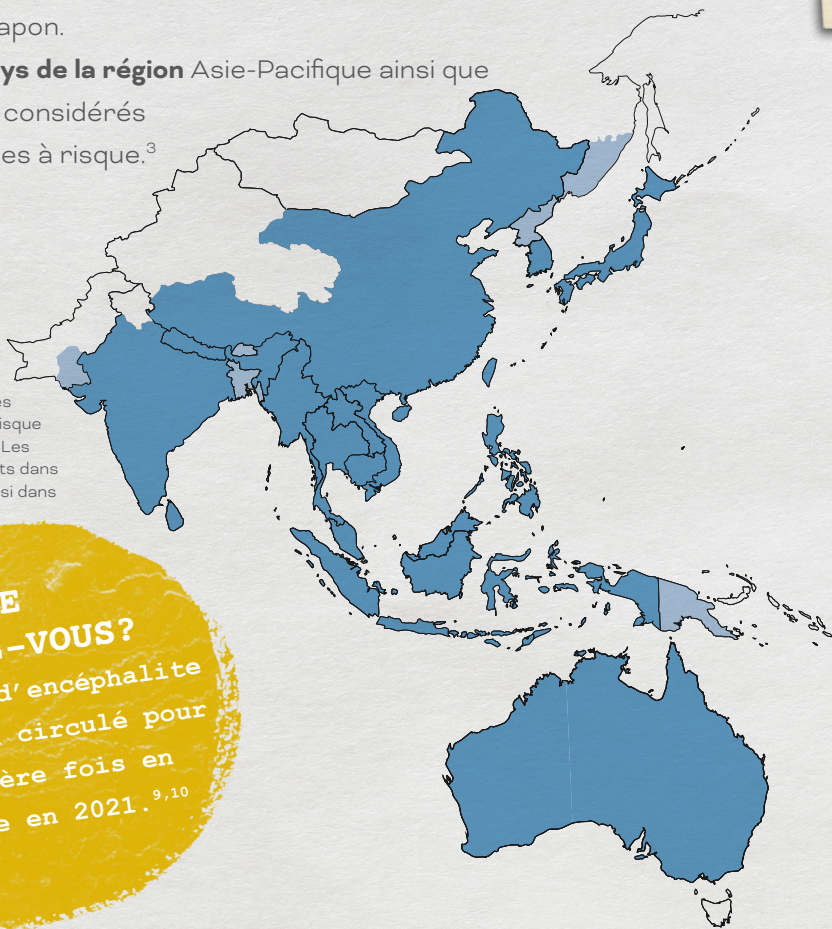 apon.
ys de la région Asie-Pacifique ainsi que
considérés
es à risque.³
es
isque
Les
ts dans
si dans
E
-VOUS?
d'encéphalite
circulé pour
ère fois en
e en 2021.⁹,¹⁰